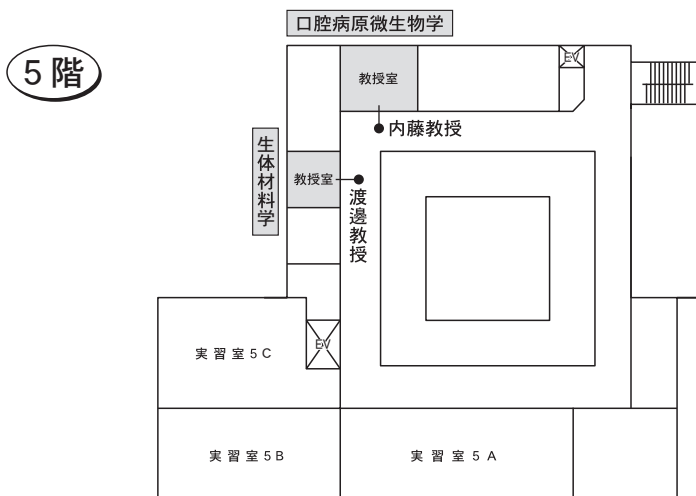 口腔病原微生物学
5階
EV
教授室
内藤教授
生体材料学
教授室
渡邉教授
EV
実習室5C
実習室5B
実習室5A